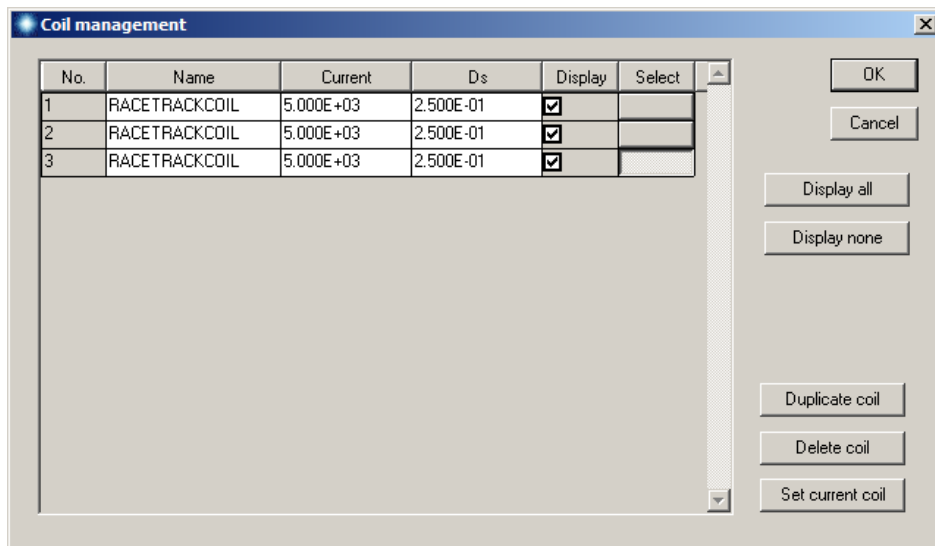 Coil management
No. Name Current Ds Display Select
1 RACETRACKCOIL 5.000E+03 2.500E-01
2 RACETRACKCOIL 5.000E+03 2.500E-01
3 RACETRACKCOIL 5.000E+03 2.500E-01
OK
Cancel
Display all
Display none
Duplicate coil
Delete coil
Set current coil